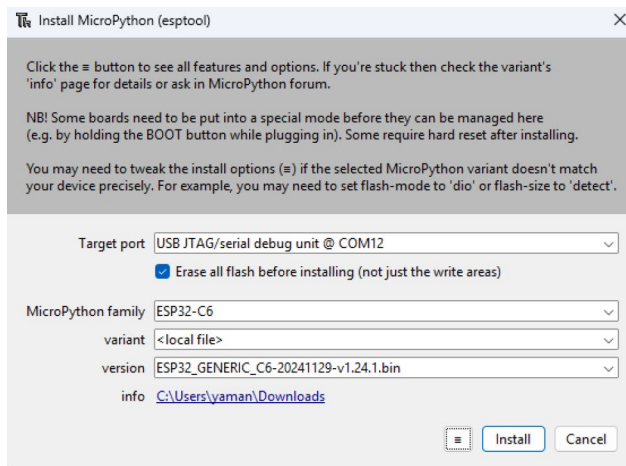 Install MicroPython (esptool)
Click the ≡ button to see all features and options. If you're stuck then check the variant's
'info' page for details or ask in MicroPython forum.
NB! Some boards need to be put into a special mode before they can be managed here
(e.g. by holding the BOOT button while plugging in). Some require hard reset after installing.
You may need to tweak the install options (≡) if the selected MicroPython variant doesn't match
your device precisely. For example, you may need to set flash-mode to 'dio' or flash-size to 'detect'.
Target port USB JTAG/serial debug unit @ COM12
Erase all flash before installing (not just the write areas)
MicroPython family ESP32-C6
variant <local file>
version ESP32_GENERIC_C6-20241129-v1.24.1.bin
info C:\Users\yaman\Downloads
≡ Install Cancel